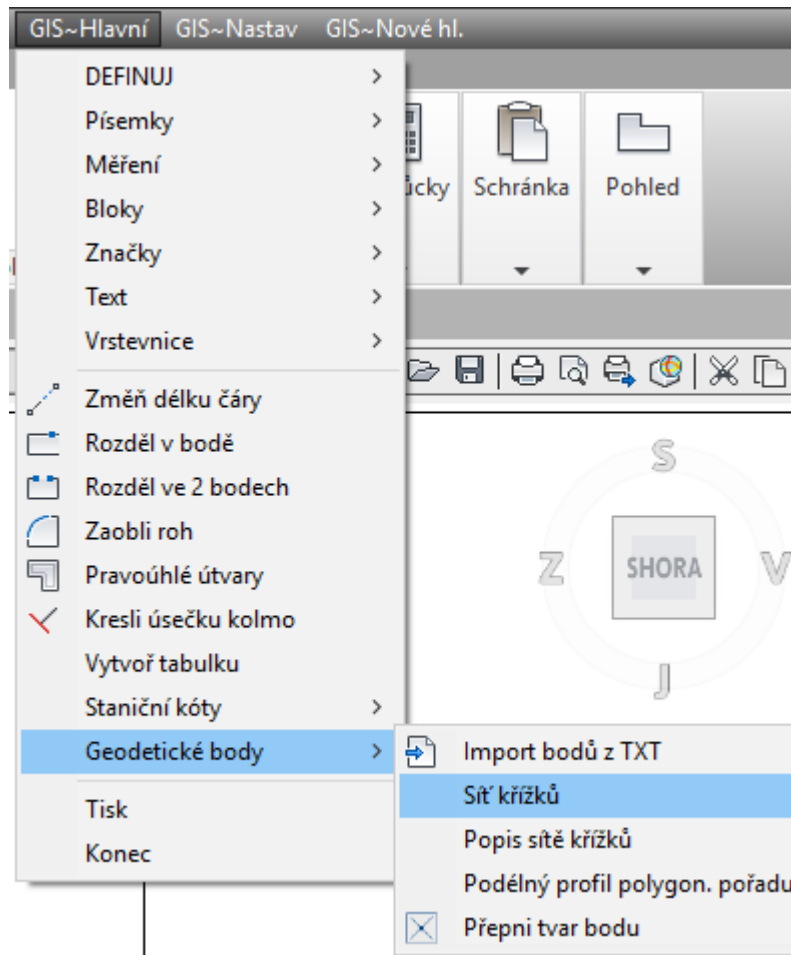 GIS~Hlavní GIS~Nastav GIS~Nové hl.
DEFINUJ
Písemky
Měření
Bloky
Značky
Text
Vrstevnice
Změň délku čáry
Rozděl v bodě
Rozděl ve 2 bodech
Zaobli roh
Pravoúhlé útvary
Kresli úsečku kolmo
Vytvoř tabulku
Staniční kóty
Geodetické body
Tisk
Konec
Schránka
Pohled
S
Z
SHORA
V
J
Import bodů z TXT
Síť křížků
Popis sítě křížků
Podélný profil polygon. pořadu
Přepni tvar bodu